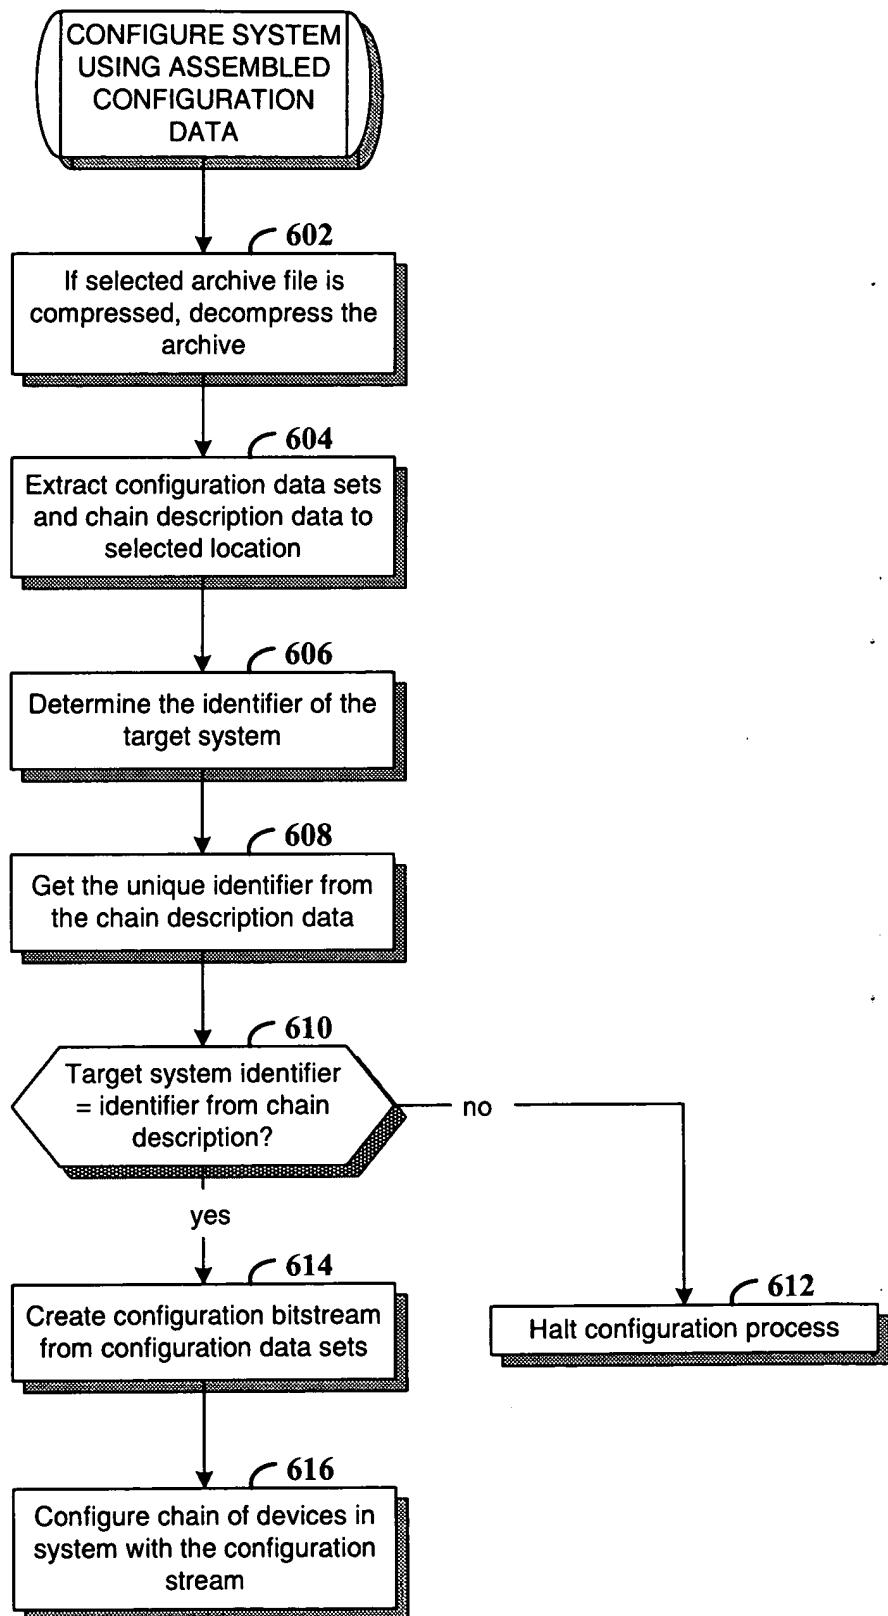 CONFIGURE SYSTEM
USING ASSEMBLED
CONFIGURATION
DATA
602
If selected archive file is
compressed, decompress the
archive
604
Extract configuration data sets
and chain description data to
selected location
606
Determine the identifier of the
target system
608
Get the unique identifier from
the chain description data
610
Target system identifier
= identifier from chain
description?
no
yes
614
Create configuration bitstream
from configuration data sets
612
Halt configuration process
616
Configure chain of devices in
system with the configuration
stream